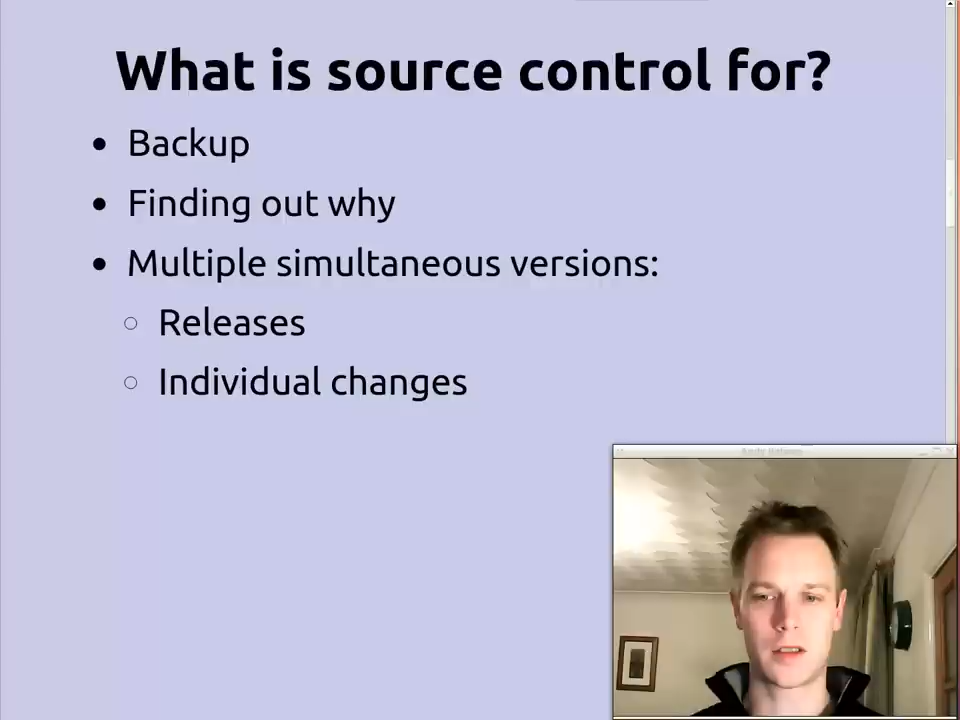 What is source control for?
Backup
Finding out why
Multiple simultaneous versions:
Releases
Individual changes